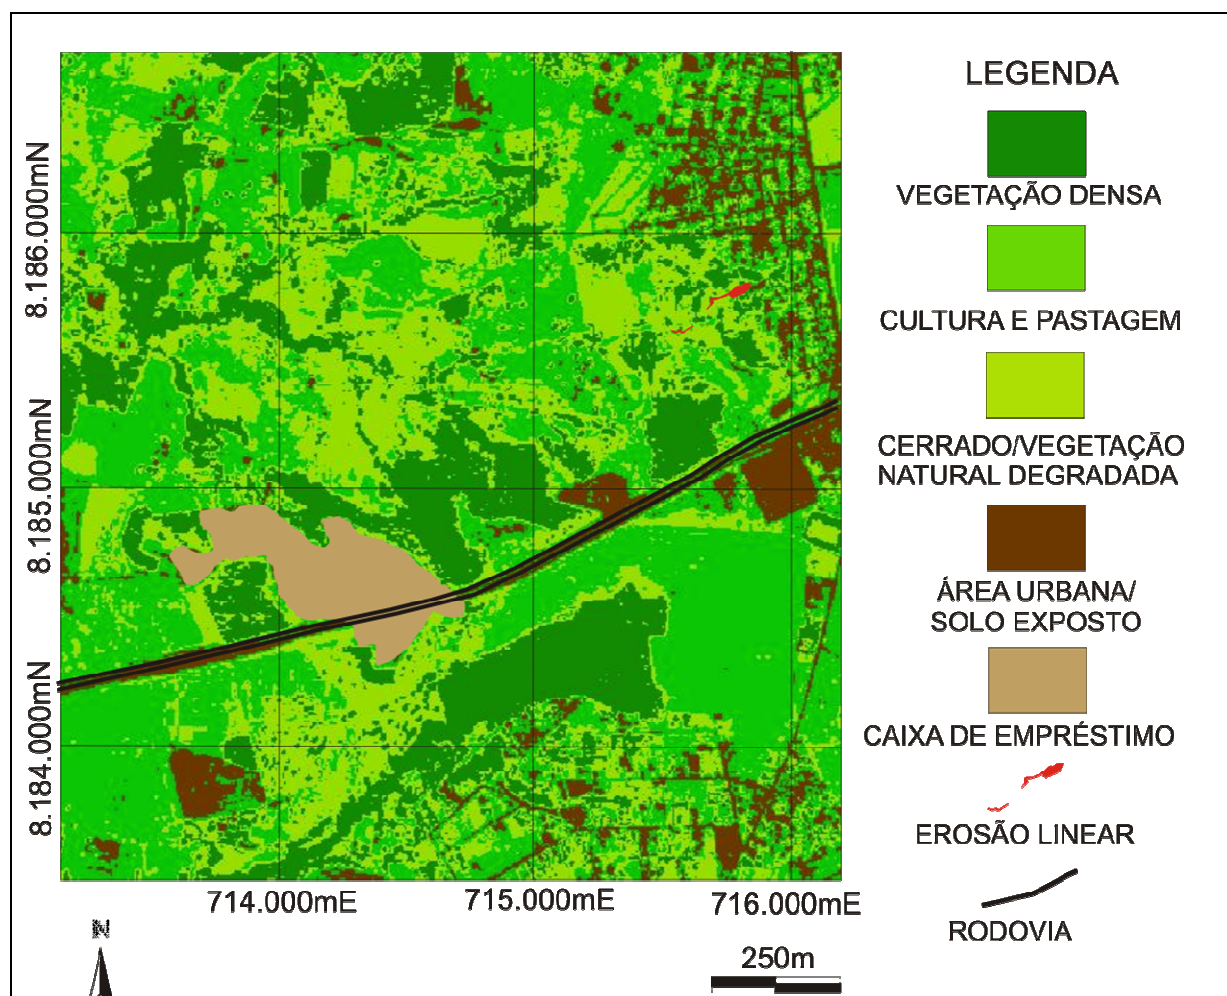 LEGENDA
VEGETAÇÃO DENSA
CULTURA E PASTAGEM
CERRADO/VEGETAÇÃO
NATURAL DEGRADADA
ÁREA URBANA/
SOLO EXPOSTO
CAIXA DE EMPRÉSTIMO
EROSÃO LINEAR
RODOVIA
8.186.000mN
8.185.000mN
8.184.000mN
714.000mE
715.000mE
716.000mE
N
250m